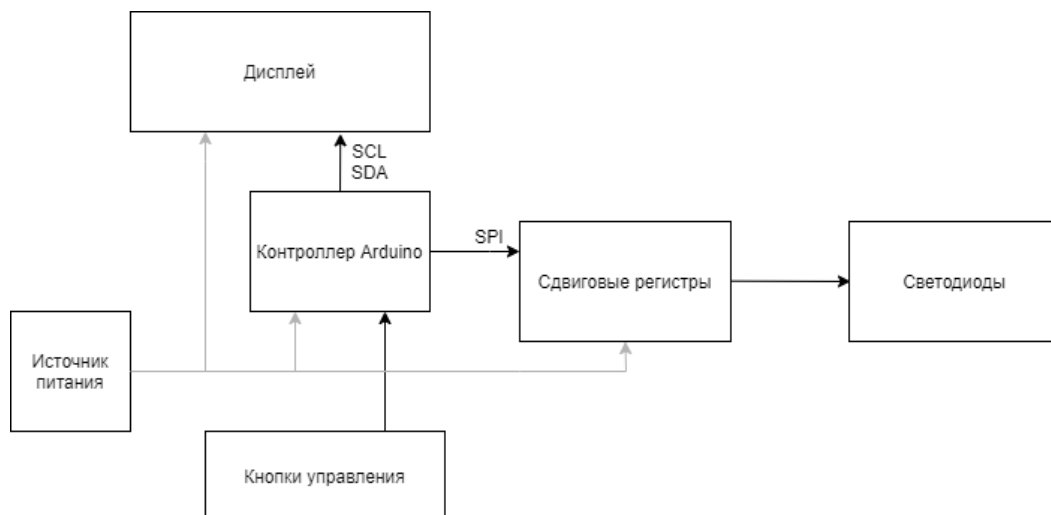 Дисплей
SCL
SDA
Контроллер Arduino
SPI
Сдвиговые регистры
Светодиоды
Источник
питания
Кнопки управления